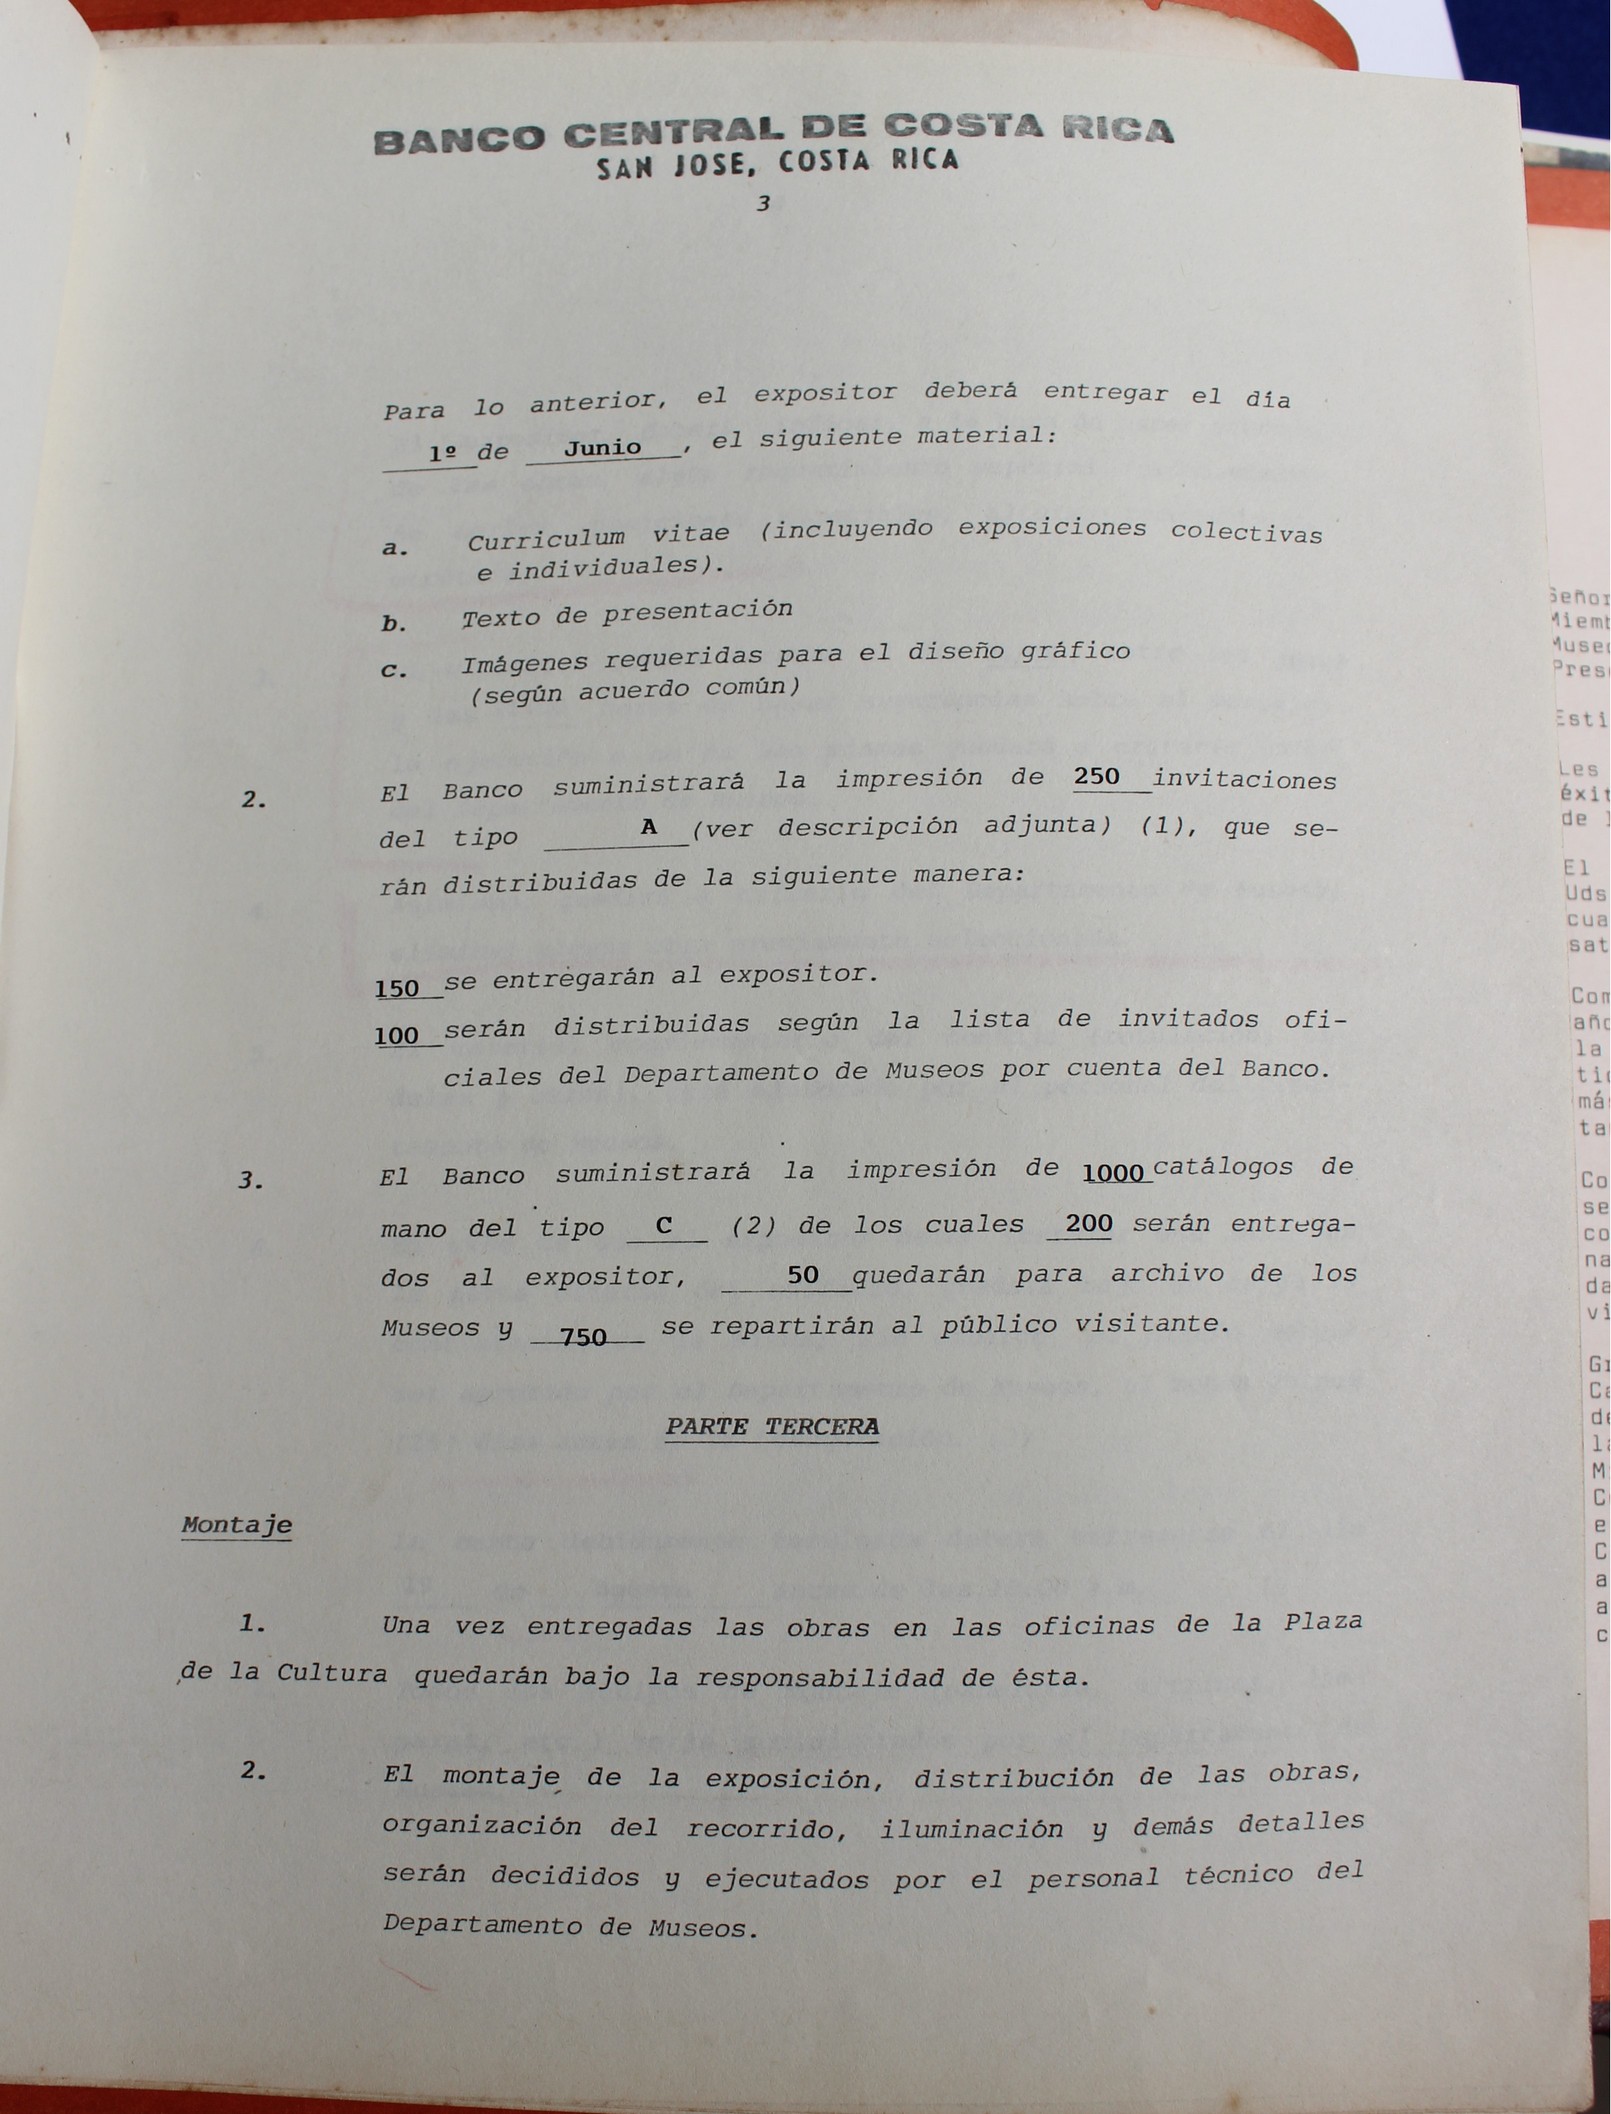 BANCO CENTRAL DE COSTA RICA
SAN JOSE, COSTA RICA
3
Para lo anterior, el expositor deberá entregar el día
1º de Junio, el siguiente material:
a. Curriculum vitae (incluyendo exposiciones colectivas
e individuales).
b. Texto de presentación
c. Imágenes requeridas para el diseño gráfico
(según acuerdo común)
2. El Banco suministrará la impresión de 250 invitaciones
del tipo A (ver descripción adjunta) (1), que se-
rán distribuidas de la siguiente manera:
150 se entregarán al expositor.
100 serán distribuidas según la lista de invitados ofi-
ciales del Departamento de Museos por cuenta del Banco.
3. El Banco suministrará la impresión de 1000 catálogos de
mano del tipo C (2) de los cuales 200 serán entrega-
dos al expositor, 50 quedarán para archivo de los
Museos y 750 se repartirán al público visitante.
PARTE TERCERA
Montaje
1. Una vez entregadas las obras en las oficinas de la Plaza
de la Cultura quedarán bajo la responsabilidad de ésta.
2. El montaje de la exposición, distribución de las obras,
organización del recorrido, iluminación y demás detalles
serán decididos y ejecutados por el personal técnico del
Departamento de Museos.
Les
de
El
Uds
cua
sat
la